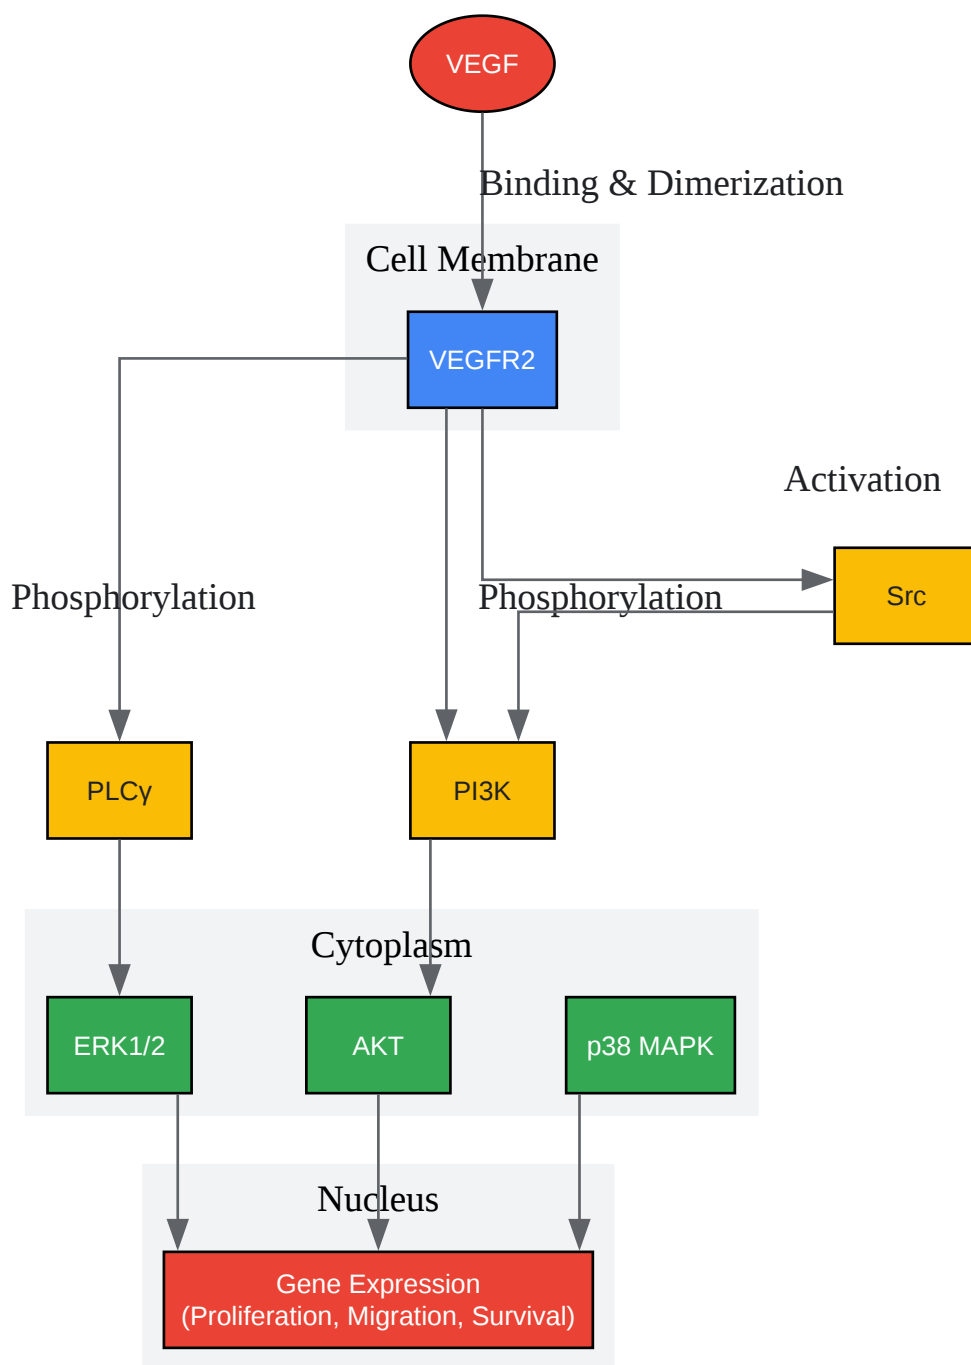 VEGF
Binding & Dimerization
Cell Membrane
VEGFR2
Activation
Phosphorylation
Phosphorylation
Src
PLCγ
PI3K
Cytoplasm
ERK1/2
AKT
p38 MAPK
Nucleus
Gene Expression
(Proliferation, Migration, Survival)